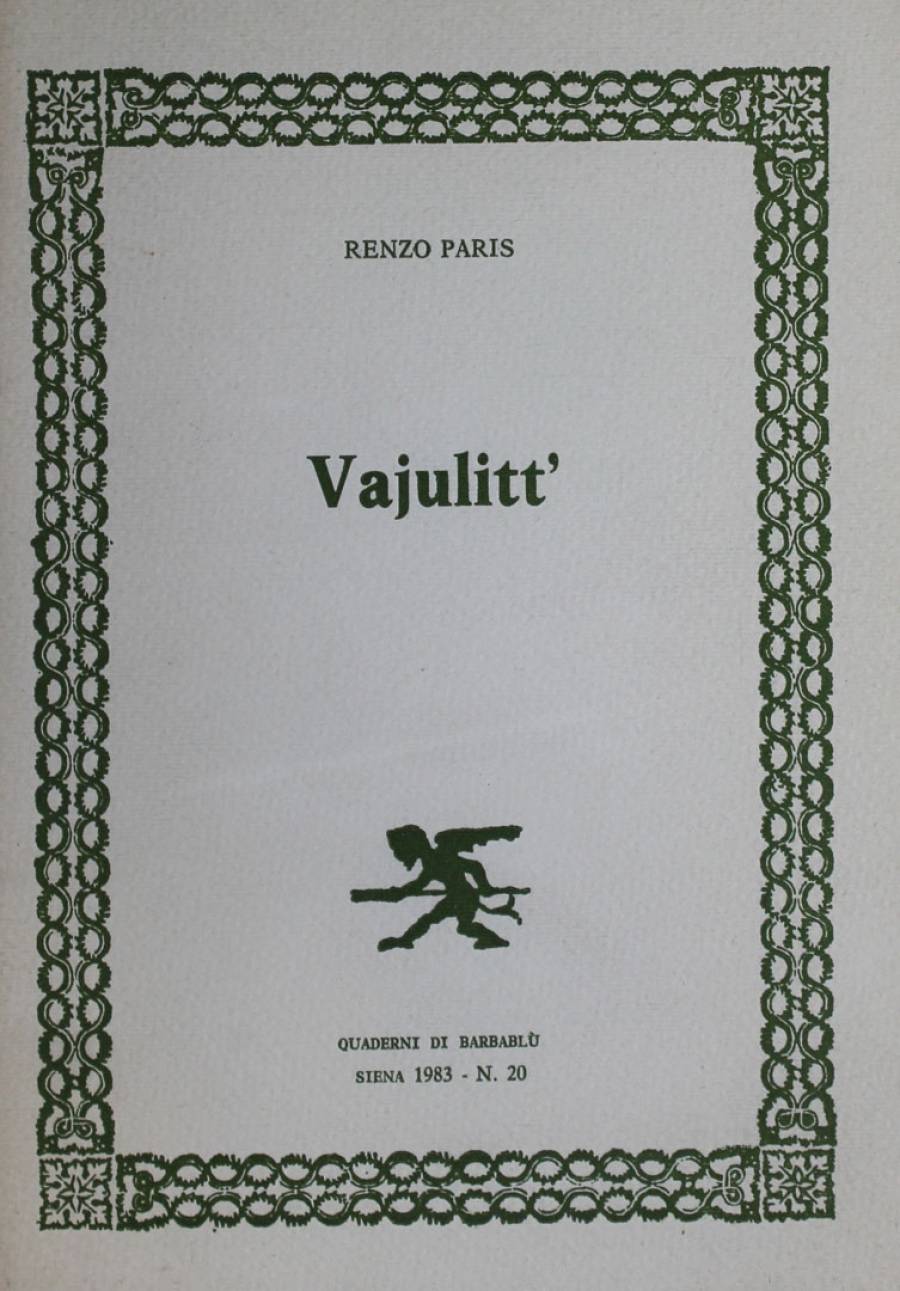 RENZO PARIS
Vajulitt’
QUADERNI DI BARBABLÙ
SIENA 1983 - N. 20